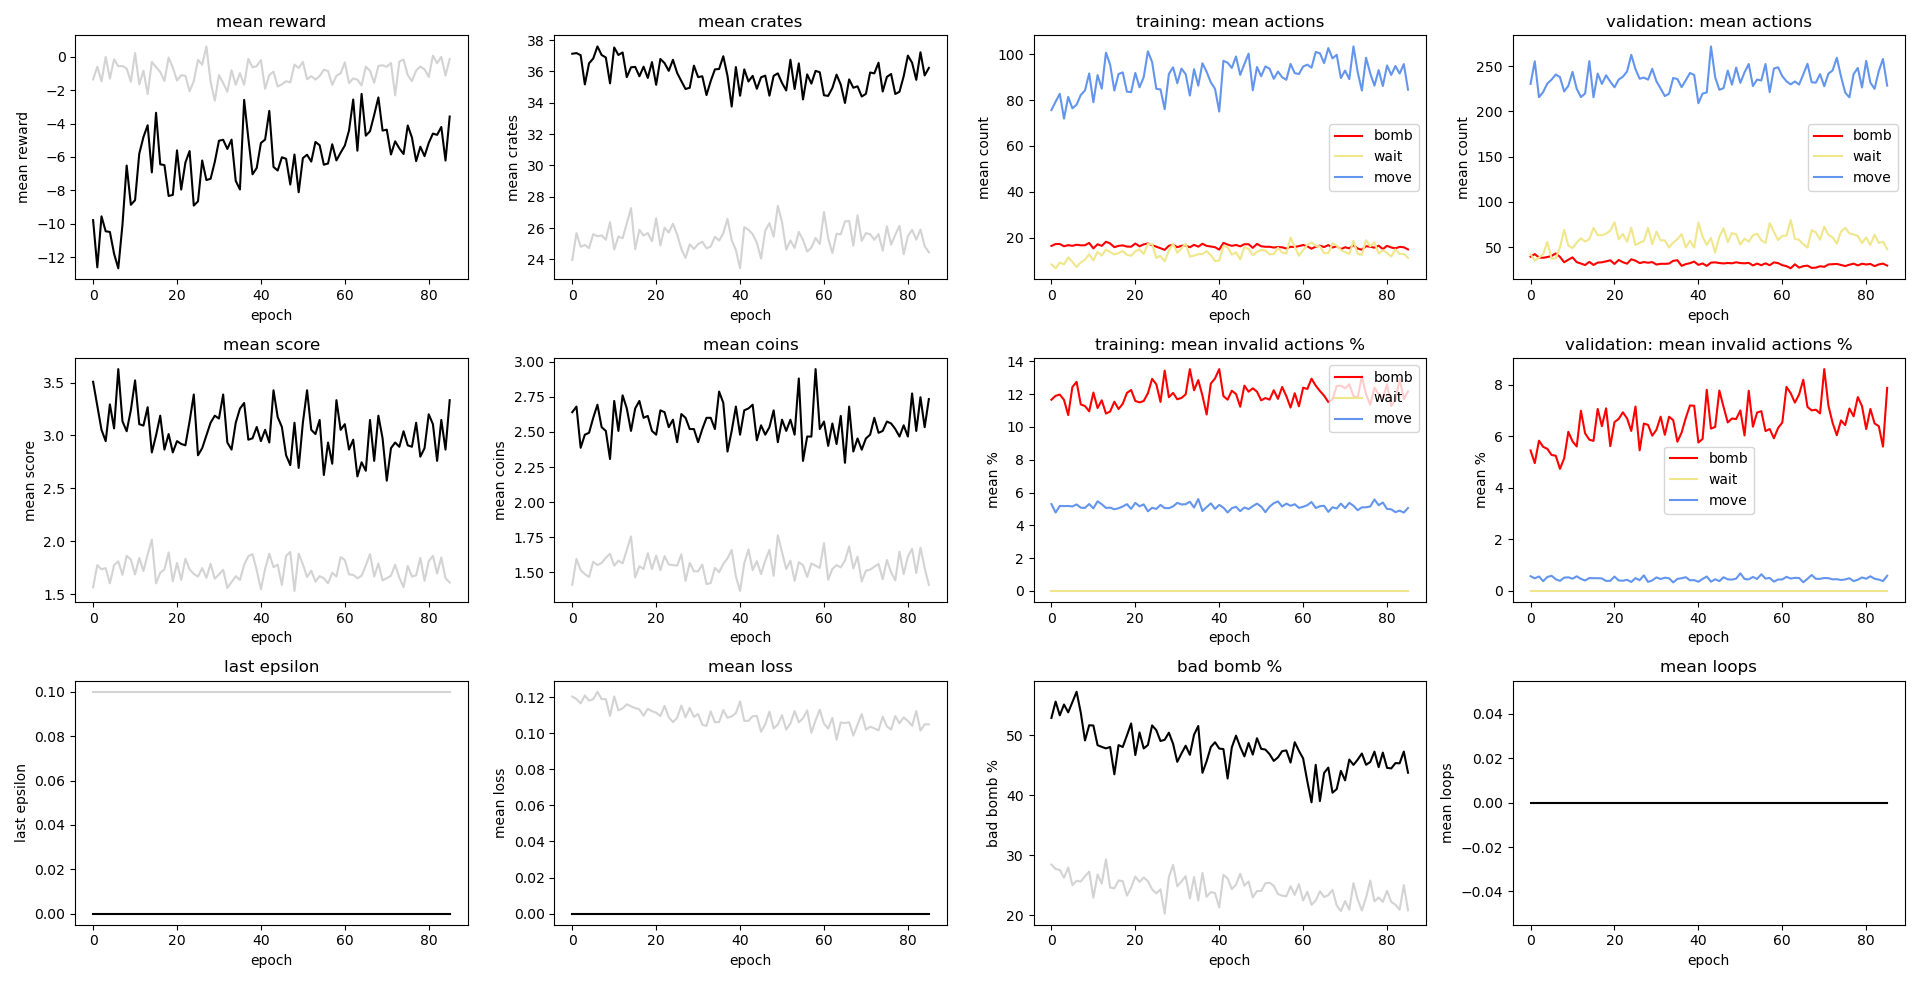 mean reward
mean reward
0
−2
−4
−6
−8
−10
−12
0 20 40 60 80
epoch
mean crates
mean crates
38
36
34
32
30
28
26
24
0 20 40 60 80
epoch
training: mean actions
mean count
100
80
60
40
20
bomb
wait
move
0 20 40 60 80
epoch
validation: mean actions
mean count
250
200
150
100
50
bomb
wait
move
0 20 40 60 80
epoch
mean score
mean score
3.5
3.0
2.5
2.0
1.5
0 20 40 60 80
epoch
mean coins
mean coins
3.00
2.75
2.50
2.25
2.00
1.75
1.50
0 20 40 60 80
epoch
training: mean invalid actions %
mean %
14
12
10
8
6
4
2
0
bomb
wait
move
0 20 40 60 80
epoch
validation: mean invalid actions %
mean %
8
6
4
2
0
bomb
wait
move
0 20 40 60 80
epoch
last epsilon
last epsilon
0.10
0.08
0.06
0.04
0.02
0.00
0 20 40 60 80
epoch
mean loss
mean loss
0.12
0.10
0.08
0.06
0.04
0.02
0.00
0 20 40 60 80
epoch
bad bomb %
bad bomb %
50
40
30
20
0 20 40 60 80
epoch
mean loops
mean loops
0.04
0.02
0.00
−0.02
−0.04
0 20 40 60 80
epoch